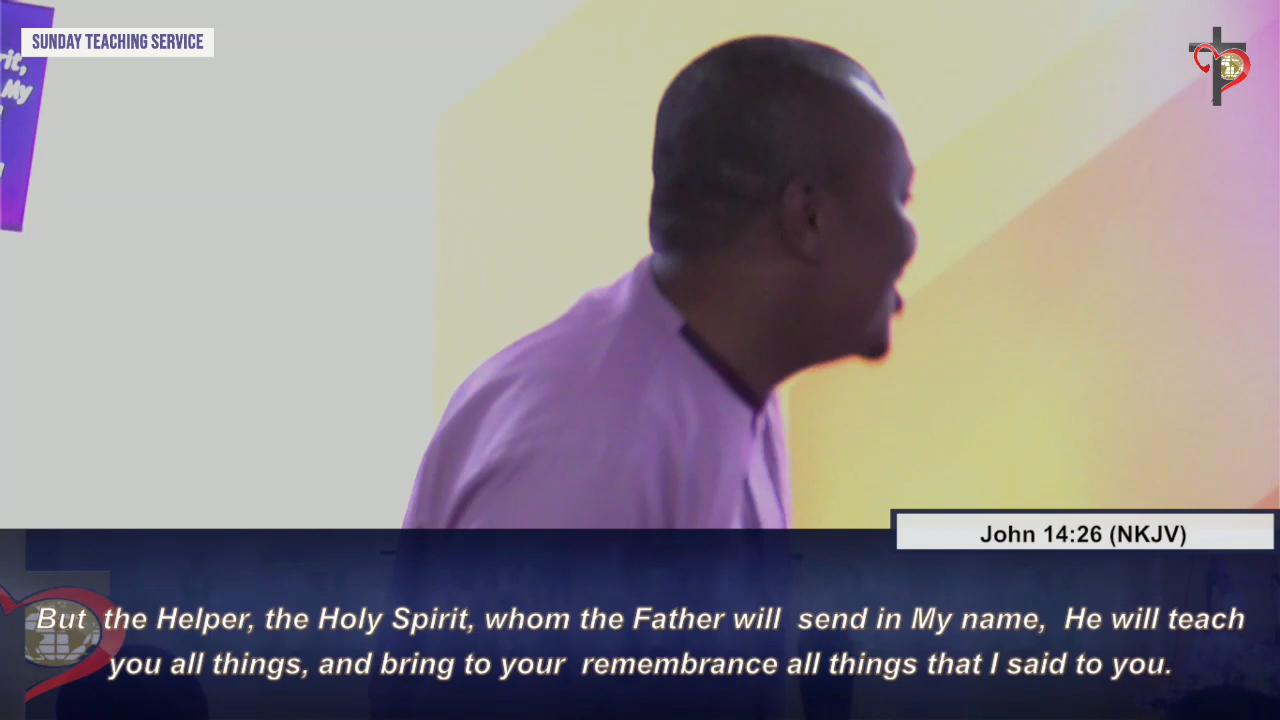 SUNDAY TEACHING SERVICE
My
John 14:26 (NKJV)
But the Helper, the Holy Spirit, whom the Father will send in My name, He will teach
you all things, and bring to your remembrance all things that I said to you.